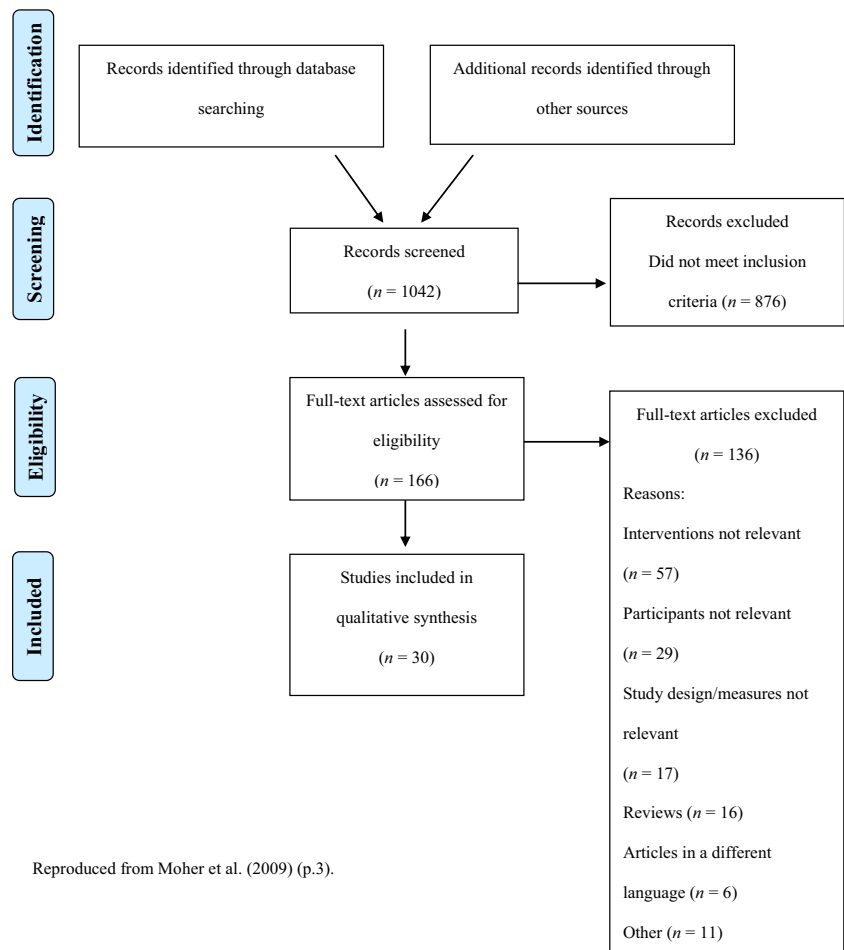 Identification
Records identified through database
searching
Additional records identified through
other sources
Screening
Records screened
(n = 1042)
Records excluded
Did not meet inclusion
criteria (n = 876)
Eligibility
Full-text articles assessed for
eligibility
(n = 166)
Full-text articles excluded
(n = 136)
Reasons:
Interventions not relevant
(n = 57)
Participants not relevant
(n = 29)
Study design/measures not
relevant
(n = 17)
Reviews (n = 16)
Articles in a different
language (n = 6)
Other (n = 11)
Included
Studies included in
qualitative synthesis
(n = 30)
Reproduced from Moher et al. (2009) (p.3).